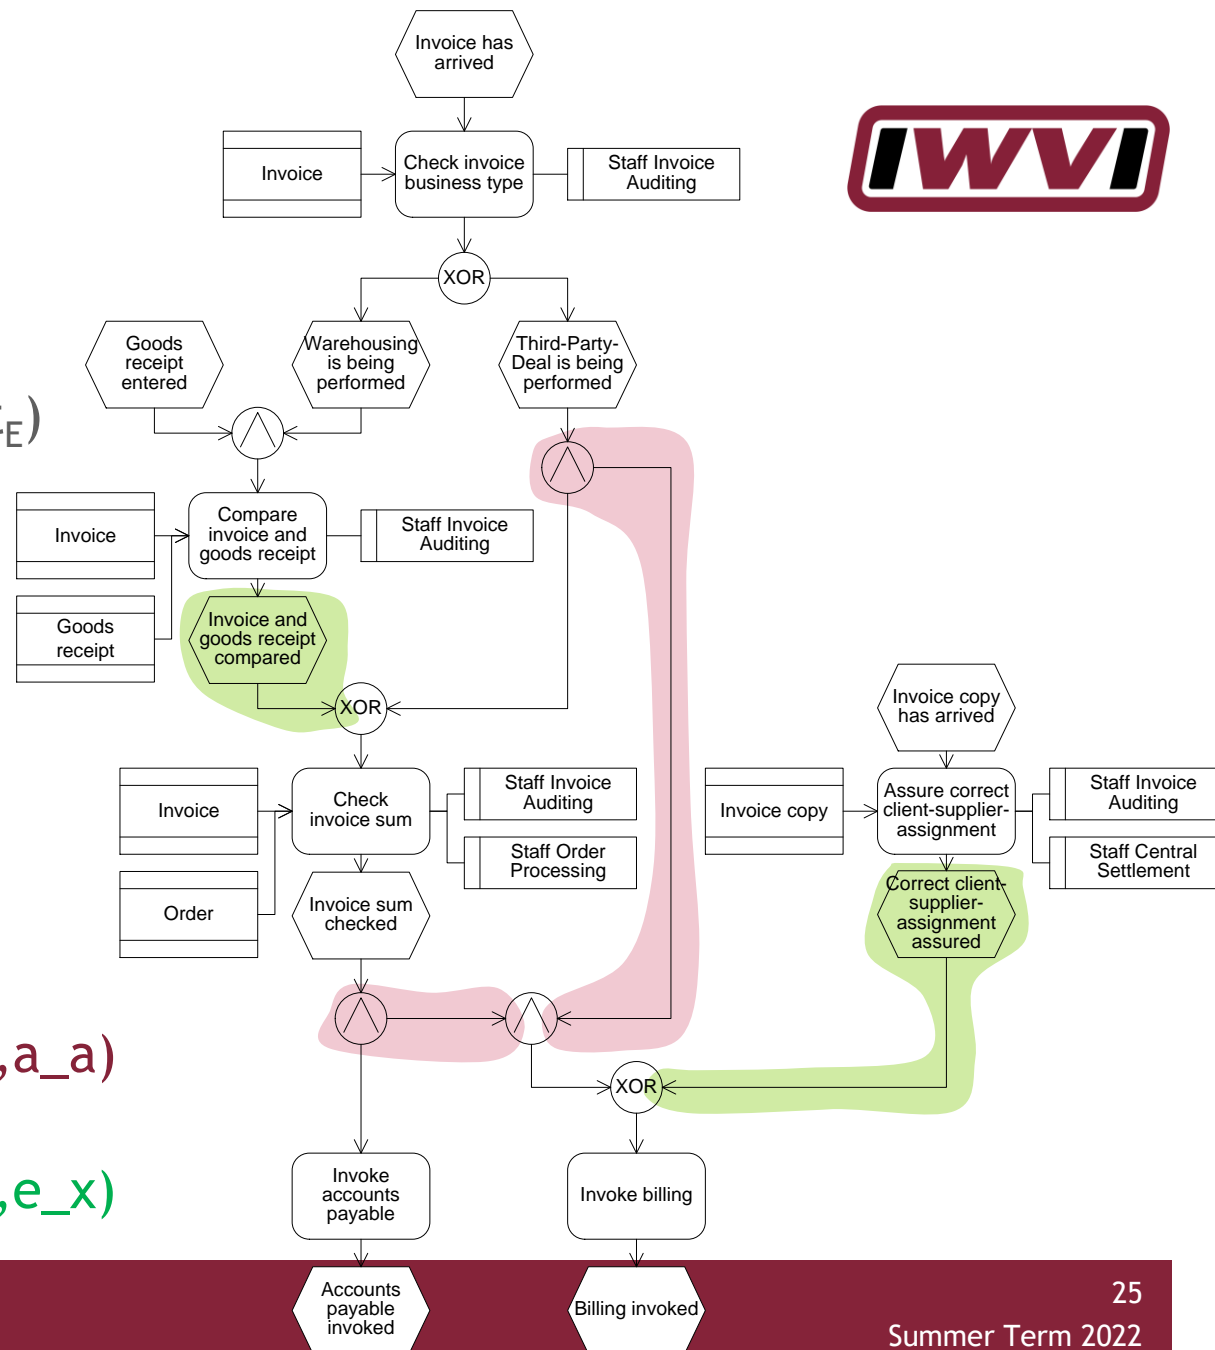 Invoice has
arrived
IWVI
Invoice
Check invoice
business type
Staff Invoice
Auditing
XOR
Goods
receipt
entered
Warehousing
is being
performed
Third-Party-
Deal is being
performed
E)
Invoice
Compare
invoice and
goods receipt
Staff Invoice
Auditing
Goods
receipt
Invoice and
goods receipt
compared
XOR
Invoice copy
has arrived
Invoice
Check
invoice sum
Staff Invoice
Auditing
Staff Order
Processing
Invoice copy
Assure correct
client-supplier-
assignment
Staff Invoice
Auditing
Staff Central
Settlement
Order
Invoice sum
checked
Correct client-
supplier-
assignment
assured
,a_a)
XOR
Invoke
accounts
payable
Invoke billing
,e_x)
Accounts
payable
invoked
Billing invoked
25
Summer Term 2022